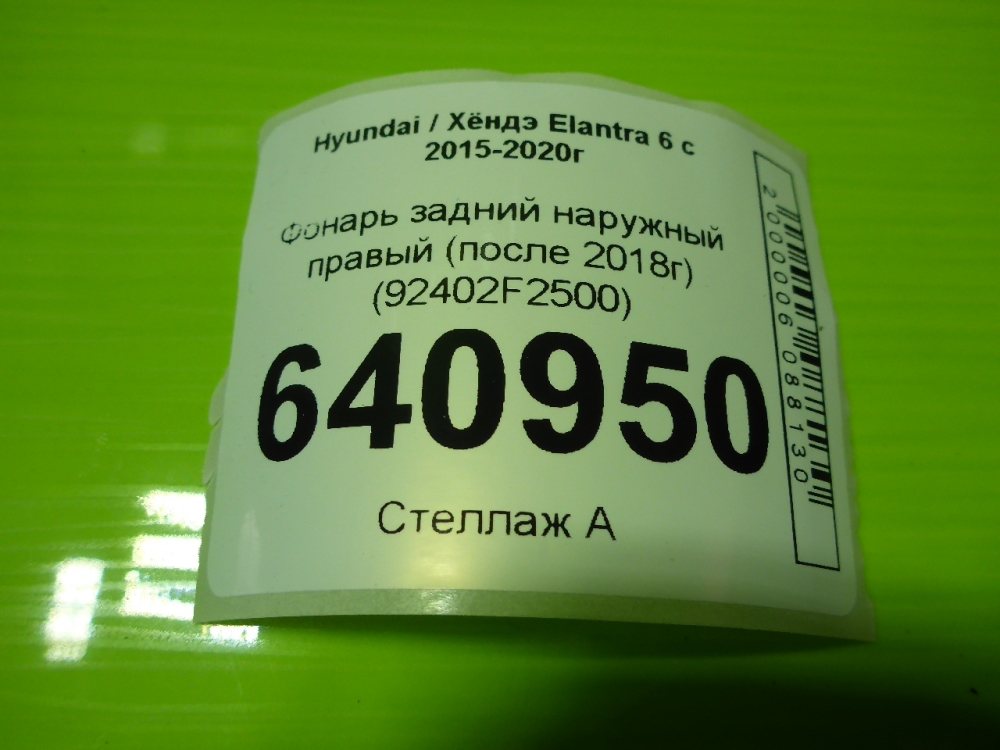 Hyundai / Хёндэ Elantra 6 с
2015-2020г
Фонарь задний наружный
правый (после 2018г)
(92402F2500)
640950
Стеллаж А
2000006088130